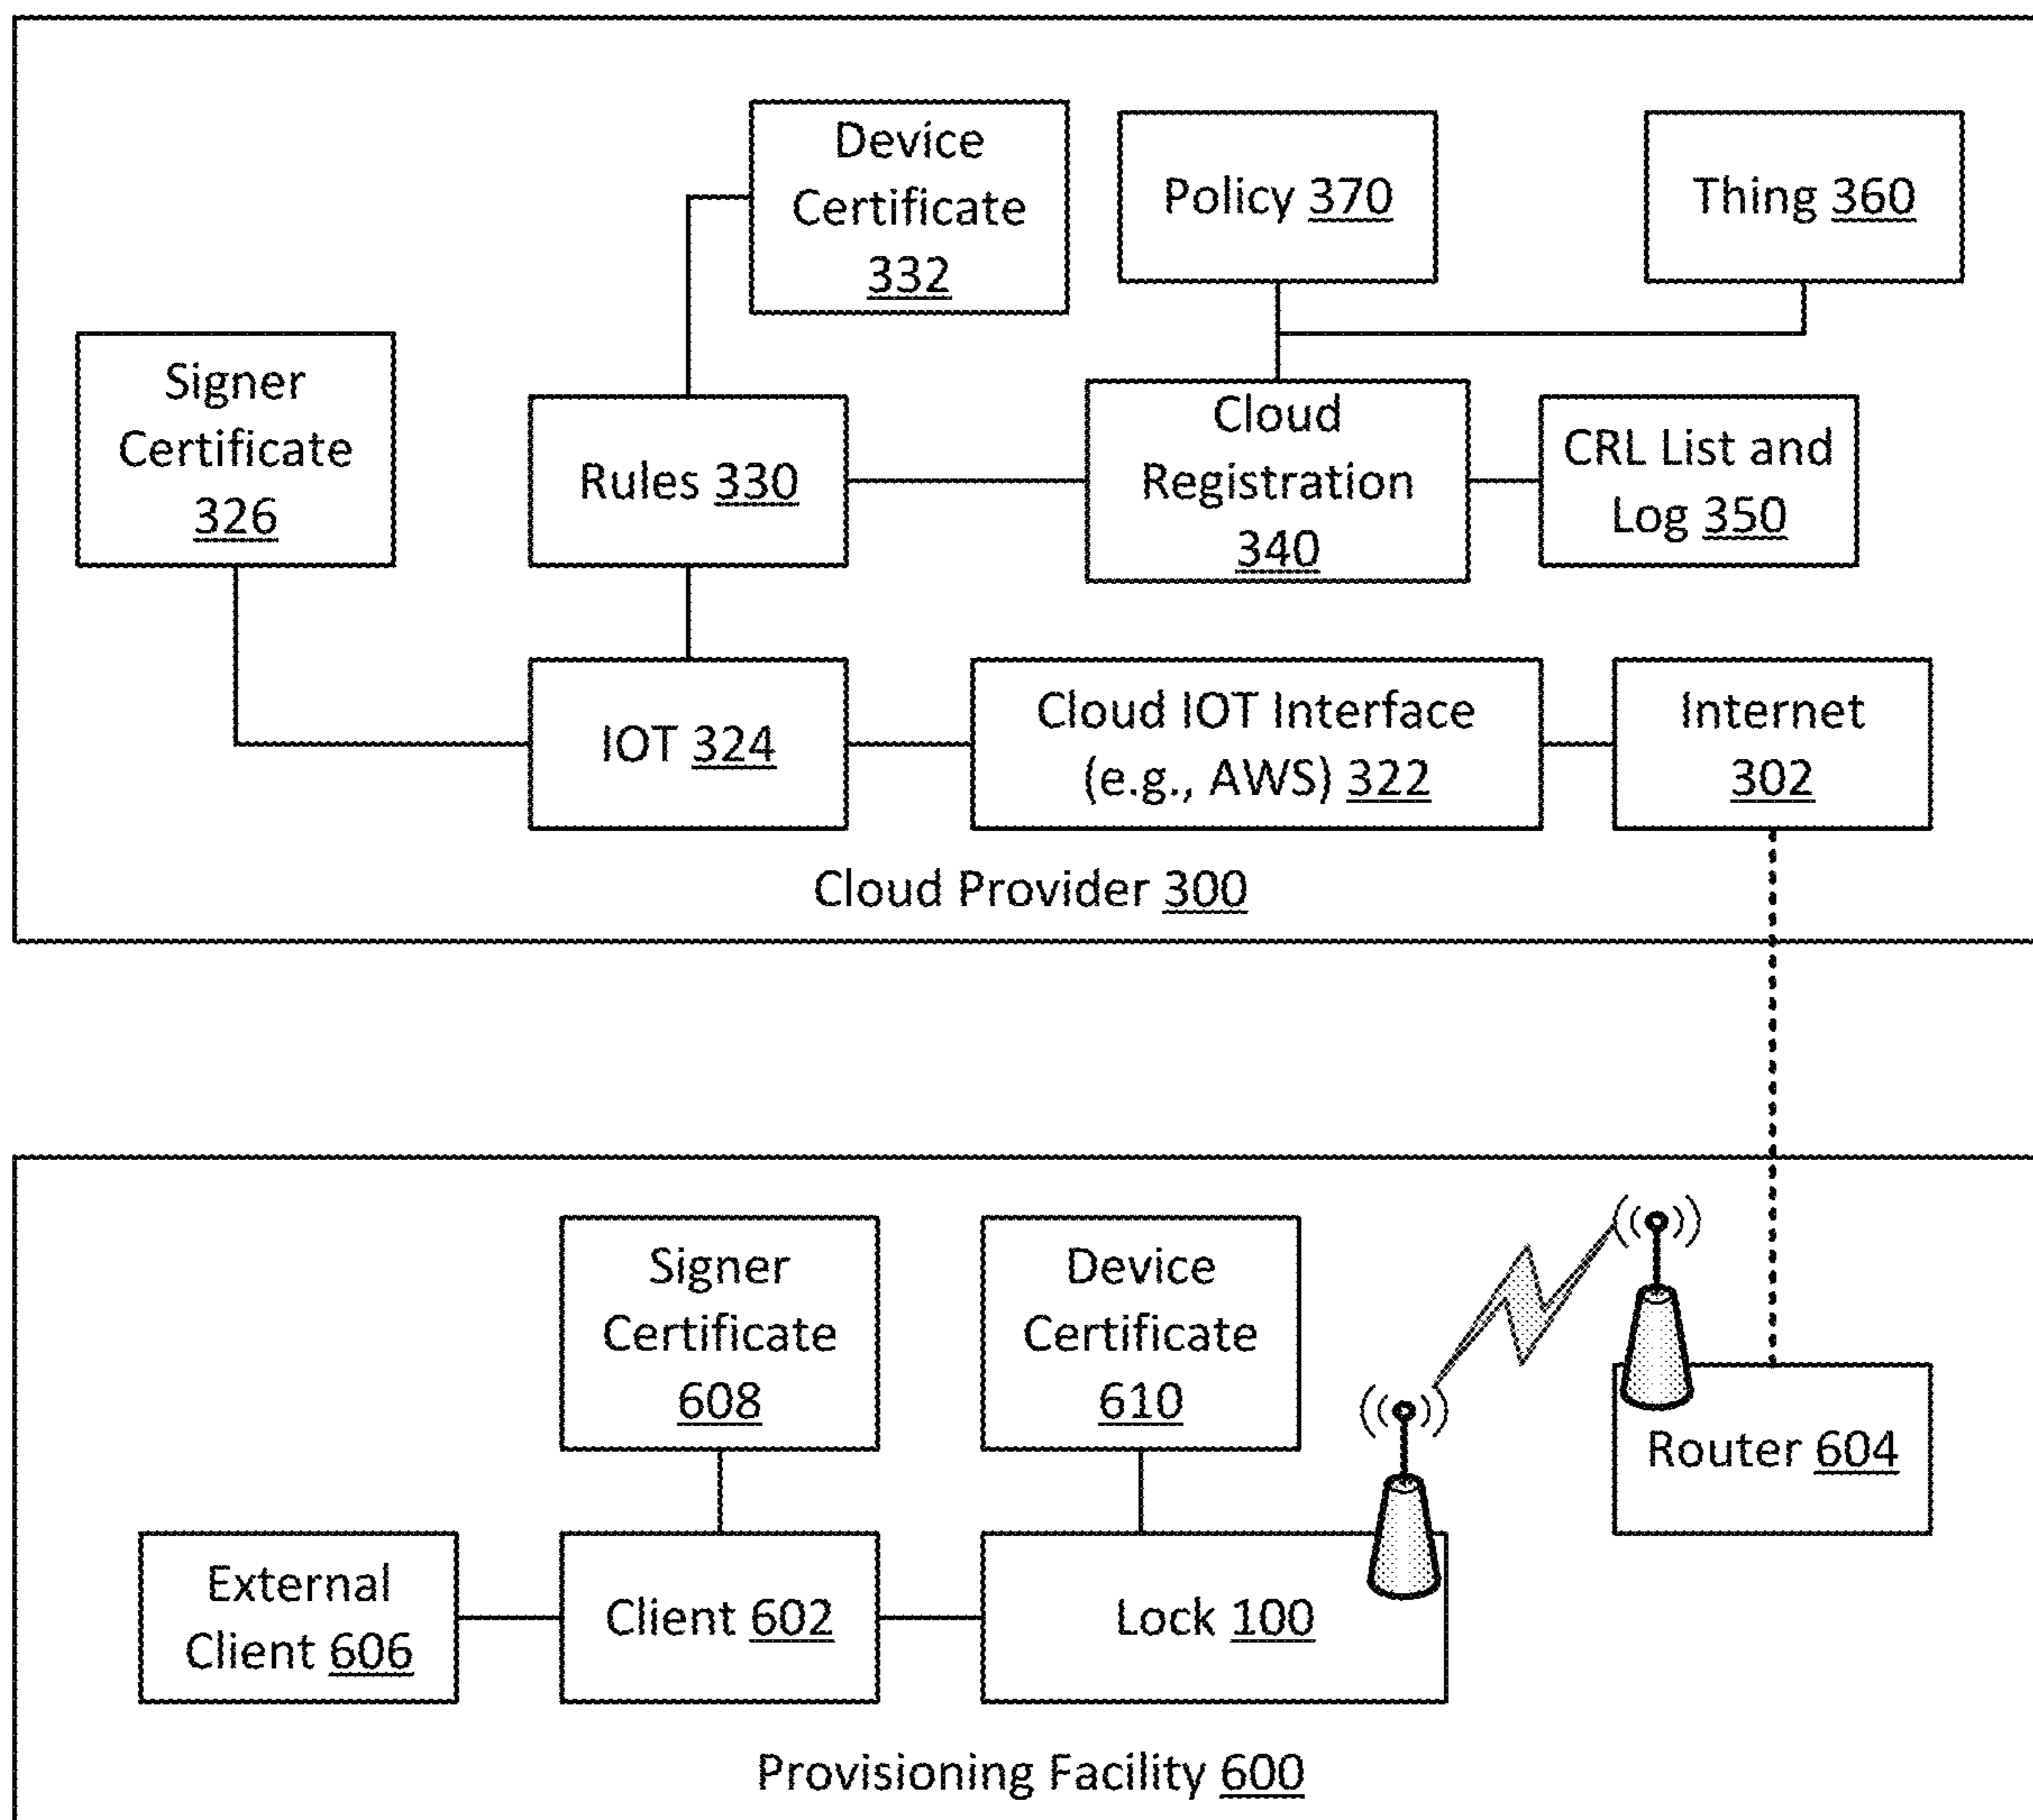 Device
Certificate
332
Policy 370
Thing 360
Signer
Certificate
326
Rules 330
Cloud
Registration
340
CRL List and
Log 350
IOT 324
Cloud IOT Interface
(e.g., AWS) 322
Internet
302
Cloud Provider 300
Signer
Certificate
608
Device
Certificate
610
Router 604
External
Client 606
Client 602
Lock 100
Provisioning Facility 600